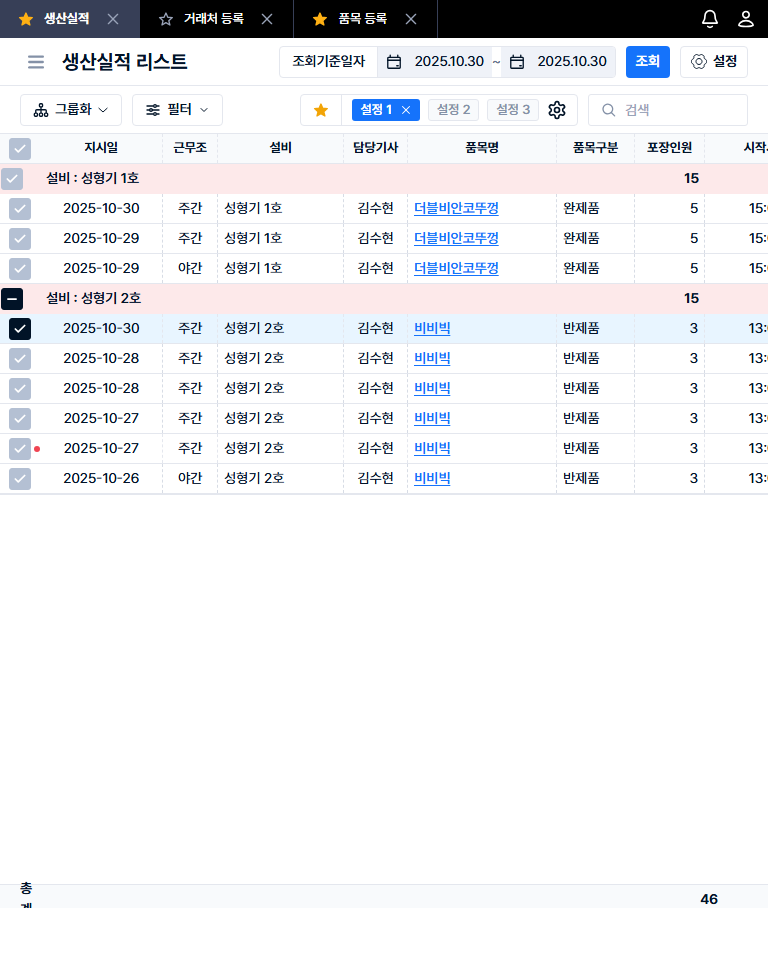 생산실적 거래처 등록 품목 등록
생산실적 리스트 조회기준일자 2025.10.30 ~ 2025.10.30 조회 설정
그룹화 필터 설정 1 설정 2 설정 3 검색
지시일 근무조 설비 담당기사 품목명 품목구분 포장인원 시작
설비 : 성형기 1호 15
2025-10-30 주간 성형기 1호 김수현 더블비안코뚜껑 완제품 5 15:
2025-10-29 주간 성형기 1호 김수현 더블비안코뚜껑 완제품 5 15:
2025-10-29 야간 성형기 1호 김수현 더블비안코뚜껑 완제품 5 15:
설비 : 성형기 2호 15
2025-10-30 주간 성형기 2호 김수현 비비빅 반제품 3 13:
2025-10-28 주간 성형기 2호 김수현 비비빅 반제품 3 13:
2025-10-28 주간 성형기 2호 김수현 비비빅 반제품 3 13:
2025-10-27 주간 성형기 2호 김수현 비비빅 반제품 3 13:
2025-10-27 주간 성형기 2호 김수현 비비빅 반제품 3 13:
2025-10-26 야간 성형기 2호 김수현 비비빅 반제품 3 13:
총 46